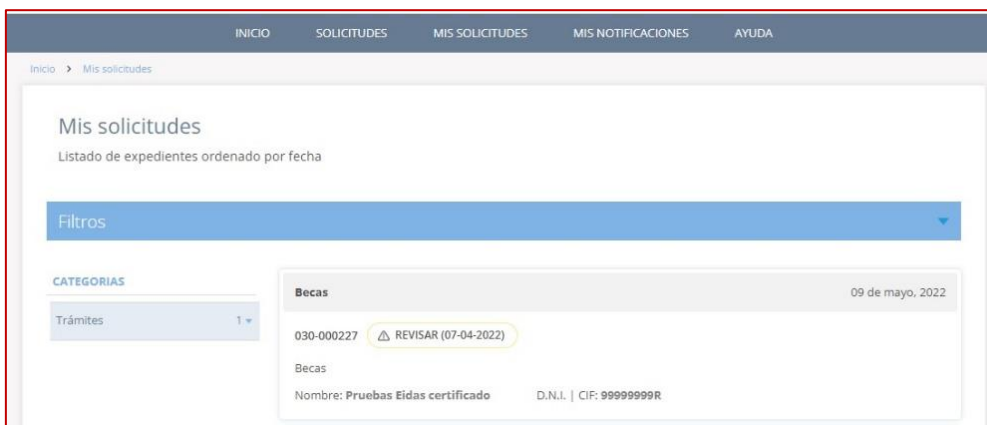 INICIO SOLICITUDES MIS SOLICITUDES MIS NOTIFICACIONES AYUDA
Inicio > Mis solicitudes
Mis solicitudes
Listado de expedientes ordenado por fecha
Filtros
CATEGORIAS
Trámites 1
Becas 09 de mayo, 2022
030-000227 REVISAR (07-04-2022)
Becas
Nombre: Pruebas Eidas certificado D.N.I. | CIF: 99999999R